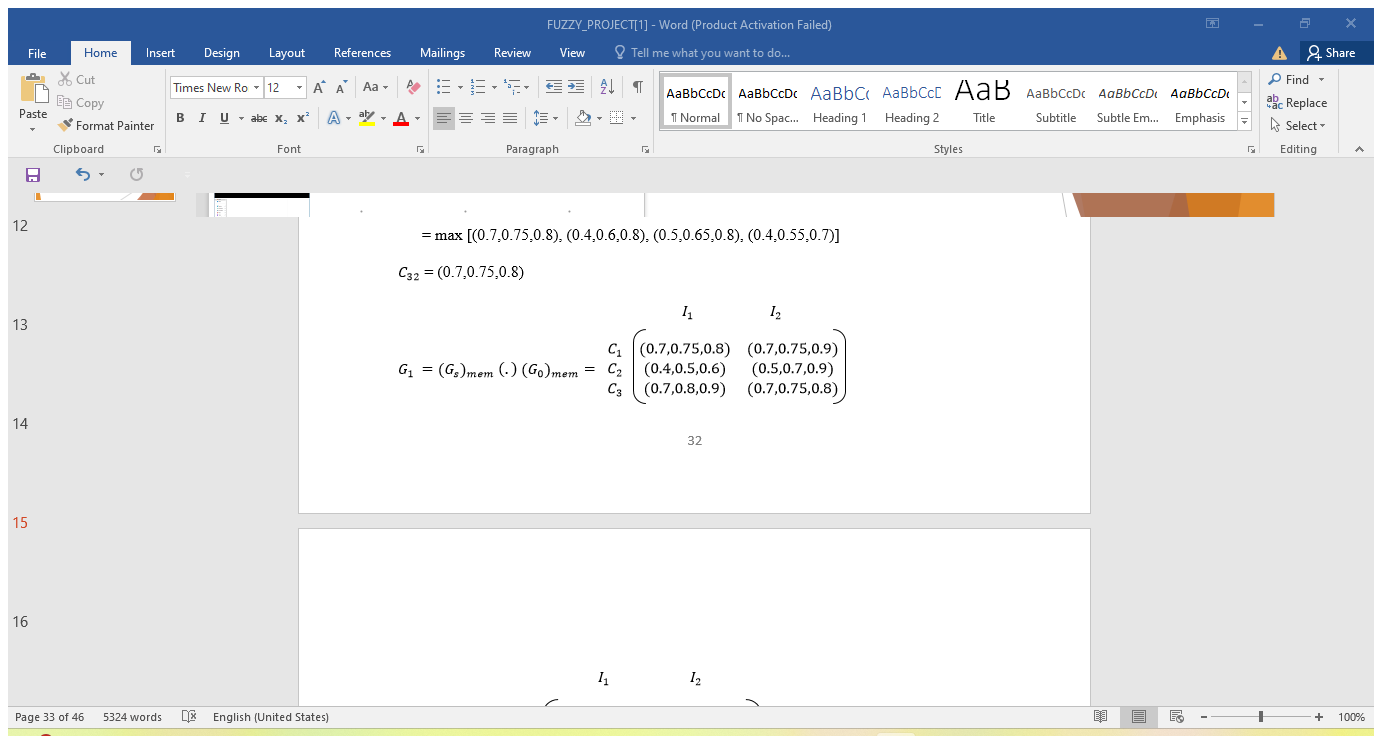 FUZZY_PROJECT[1] - Word (Product Activation Failed)
File Home Insert Design Layout References Mailings Review View Tell me what you want to do... Share
Cut
Copy
Paste
Format Painter
Clipboard
Times New Ro 12 Aa
B I U abc x₂ x² A ab A
Font
Paragraph
AaBbCcDc AaBbCcDc AaBbC( AaBbCcD AaB AaBbCcD AaBbCcDc AaBbCcDc
¶ Normal ¶ No Spac... Heading 1 Heading 2 Title Subtitle Subtle Em... Emphasis
Styles
Find
Replace
Select
Editing
12
13
14
15
16
= max [(0.7,0.75,0.8), (0.4,0.6,0.8), (0.5,0.65,0.8), (0.4,0.55,0.7)]
C₃₂ = (0.7,0.75,0.8)
I₁ I₂
C₁ (0.7,0.75,0.8) (0.7,0.75,0.9)
G₁ = (Gₛ)ₘₑₘ (.) (G₀)ₘₑₘ = C₂ (0.4,0.5,0.6) (0.5,0.7,0.9)
C₃ (0.7,0.8,0.9) (0.7,0.75,0.8)
32
I₁ I₂
Page 33 of 46 5324 words English (United States) 100%